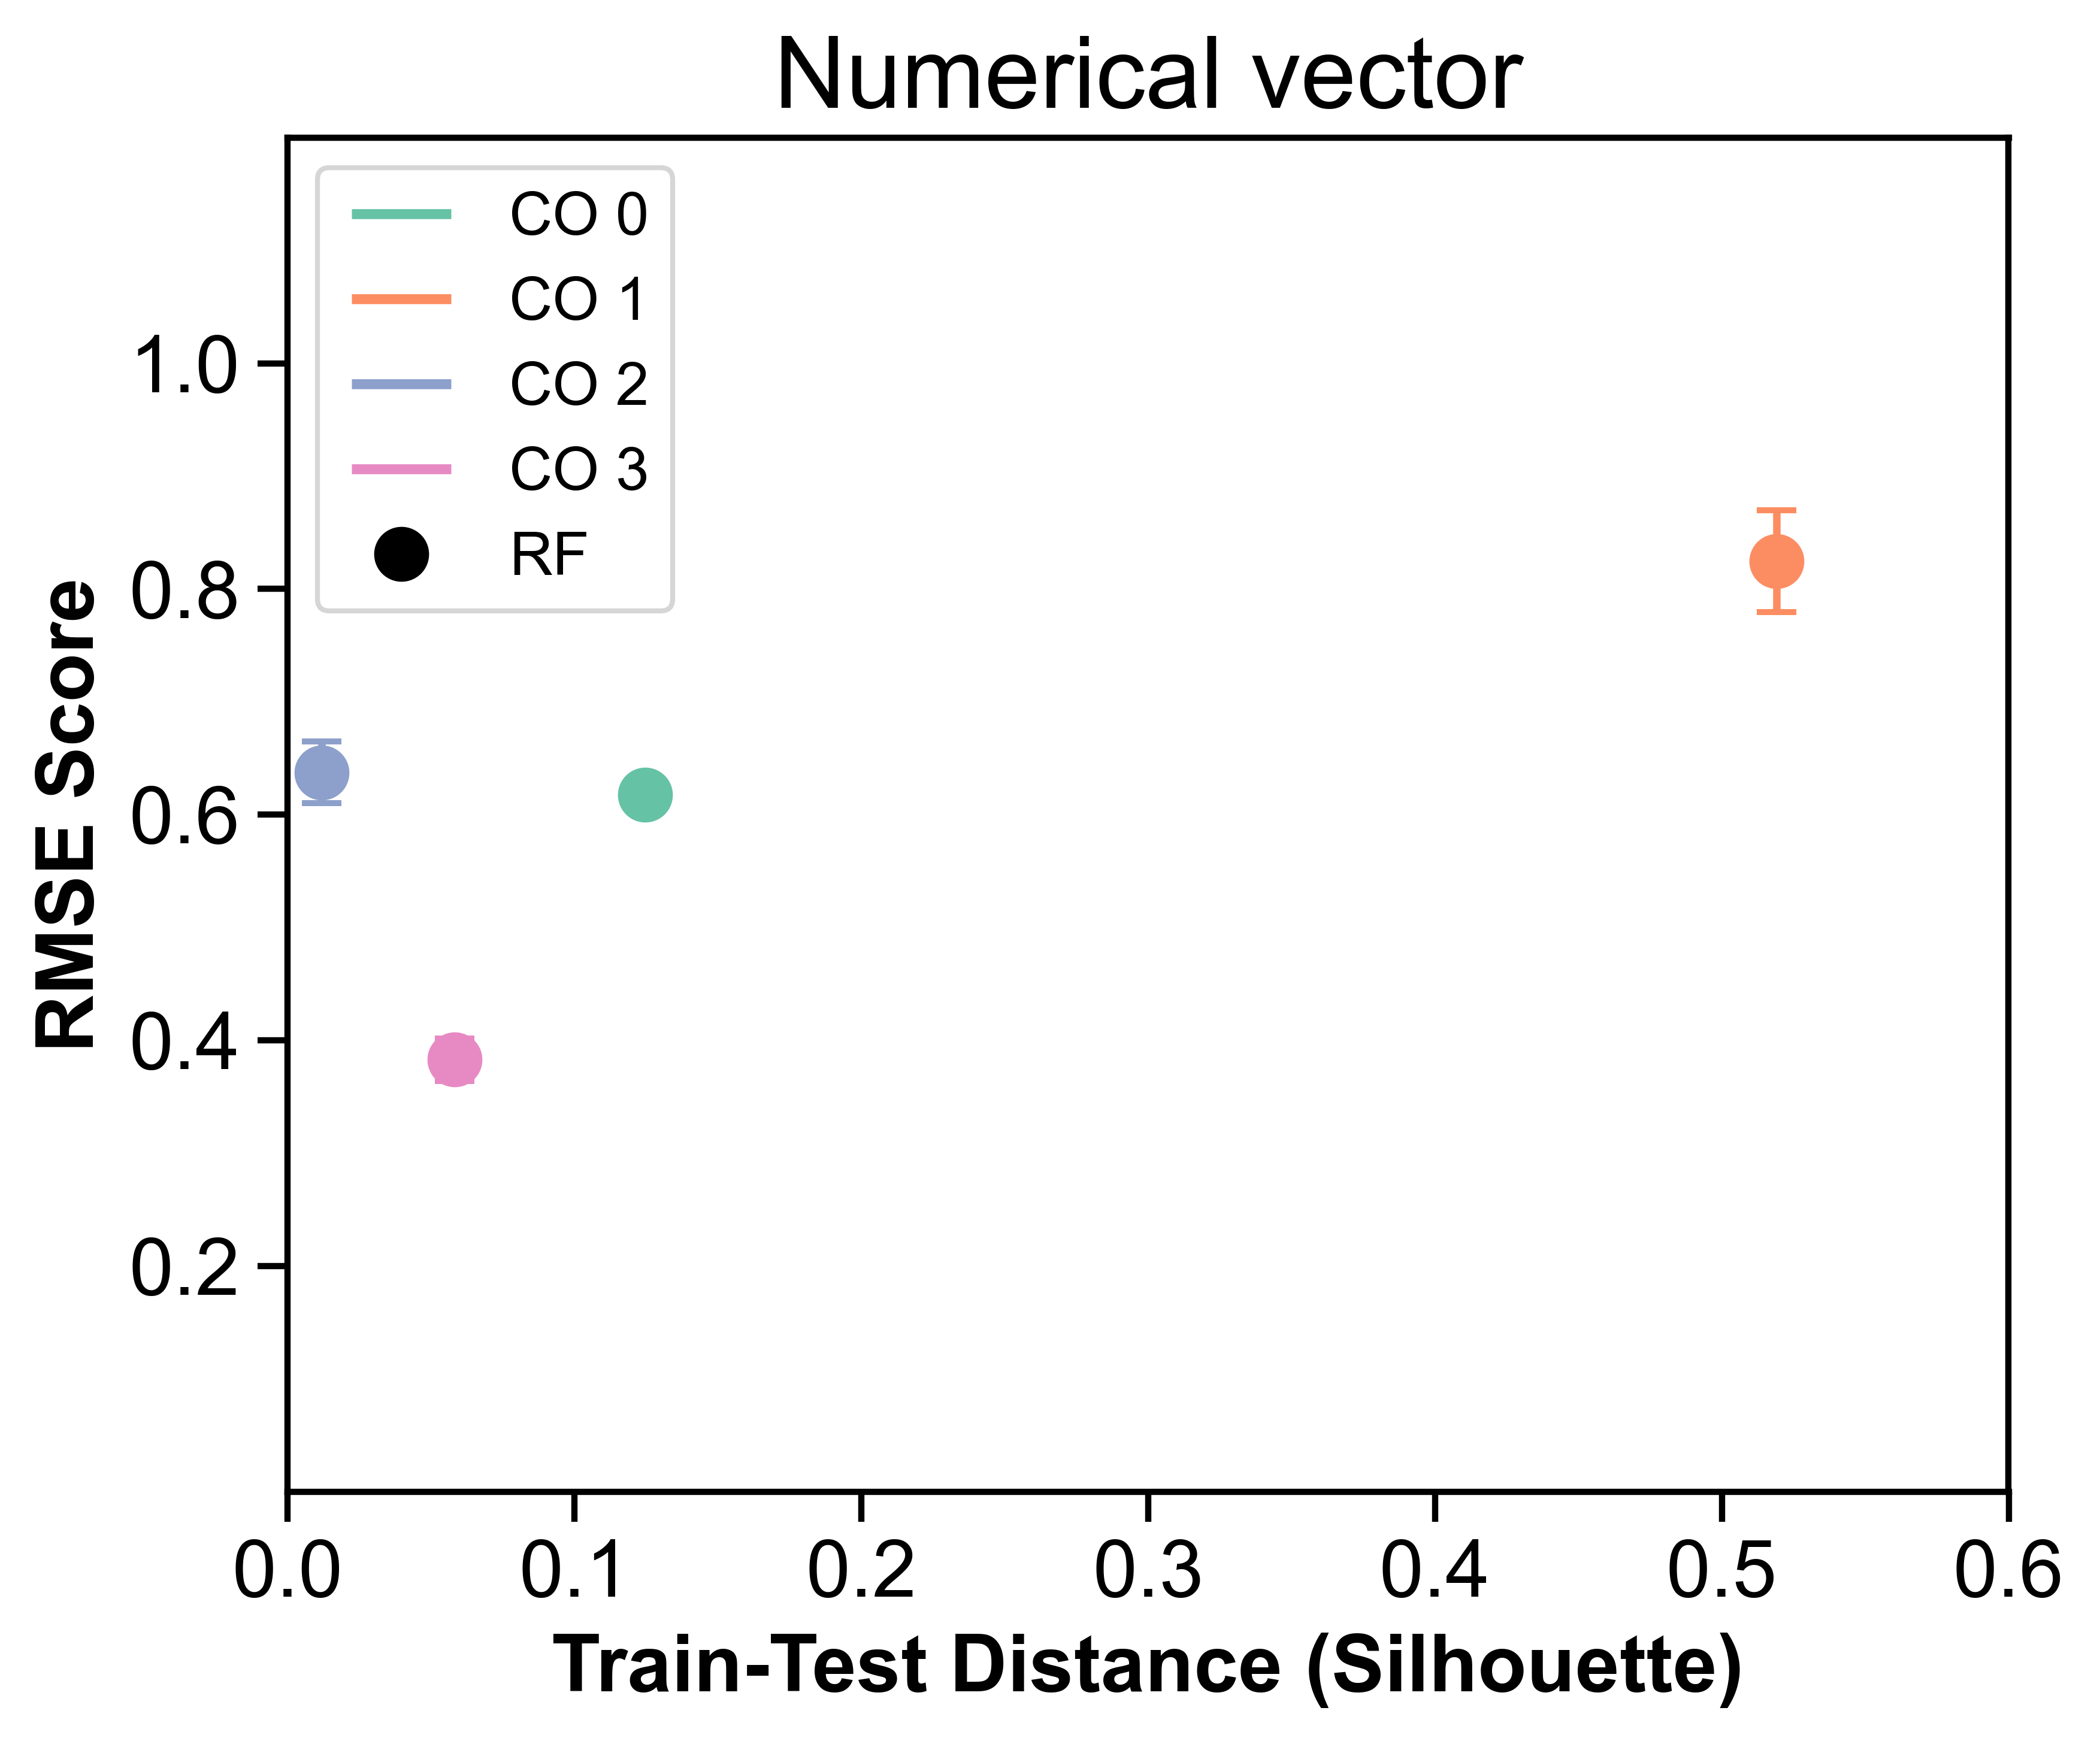 Numerical vector
CO 0
CO 1
CO 2
CO 3
RF
1.0
0.8
0.6
0.4
0.2
RMSE Score
0.0 0.1 0.2 0.3 0.4 0.5 0.6
Train-Test Distance (Silhouette)